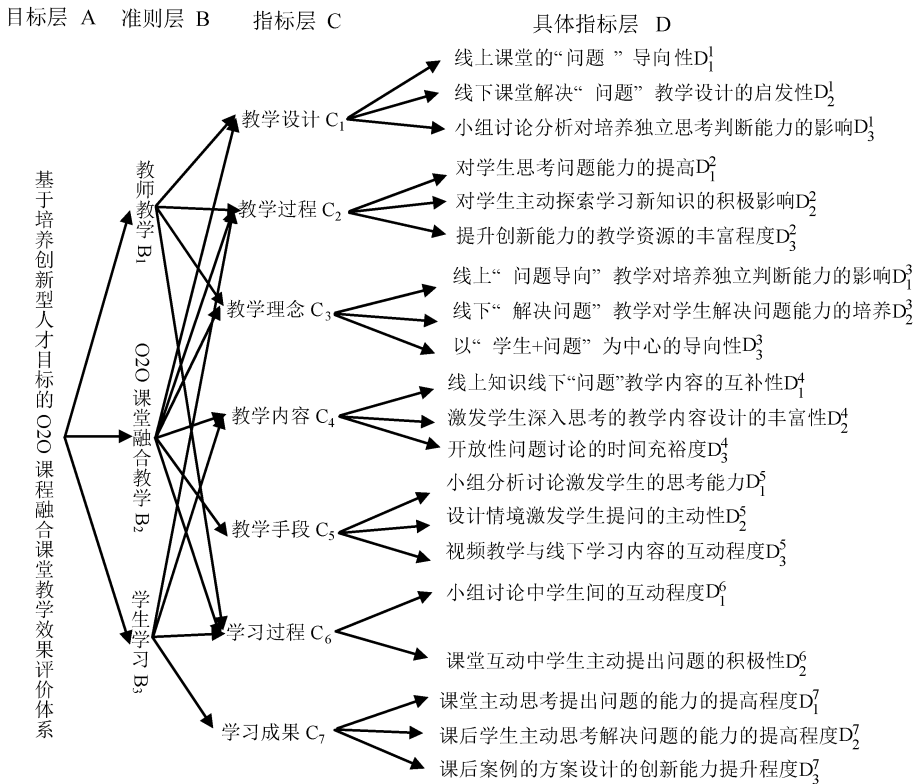 目标层 A 准则层 B 指标层 C 具体指标层 D
基于培养创新型人才目标的 O2O 课程融合课堂教学效果评价体系
教师教学 B₁
O2O 课堂融合教学 B₂
学生学习 B₃
教学设计 C₁
教学过程 C₂
教学理念 C₃
教学内容 C₄
教学手段 C₅
学习过程 C₆
学习成果 C₇
线上课堂的“问题 ” 导向性D₁¹
线下课堂解决“ 问题” 教学设计的启发性D₂¹
小组讨论分析对培养独立思考判断能力的影响D₃¹
对学生思考问题能力的提高D₁²
对学生主动探索学习新知识的积极影响D₂²
提升创新能力的教学资源的丰富程度D₃²
线上“ 问题导向” 教学对培养独立判断能力的影响D₁³
线下“ 解决问题” 教学对学生解决问题能力的培养D₂³
以“ 学生+问题” 为中心的导向性D₃³
线上知识线下“问题”教学内容的互补性D₁⁴
激发学生深入思考的教学内容设计的丰富性D₂⁴
开放性问题讨论的时间充裕度D₃⁴
小组分析讨论激发学生的思考能力D₁⁵
设计情境激发学生提问的主动性D₂⁵
视频教学与线下学习内容的互动程度D₃⁵
小组讨论中学生间的互动程度D₁⁶
课堂互动中学生主动提出问题的积极性D₂⁶
课堂主动思考提出问题的能力的提高程度D₁⁷
课后学生主动思考解决问题的能力的提高程度D₂⁷
课后案例的方案设计的创新能力提升程度D₃⁷